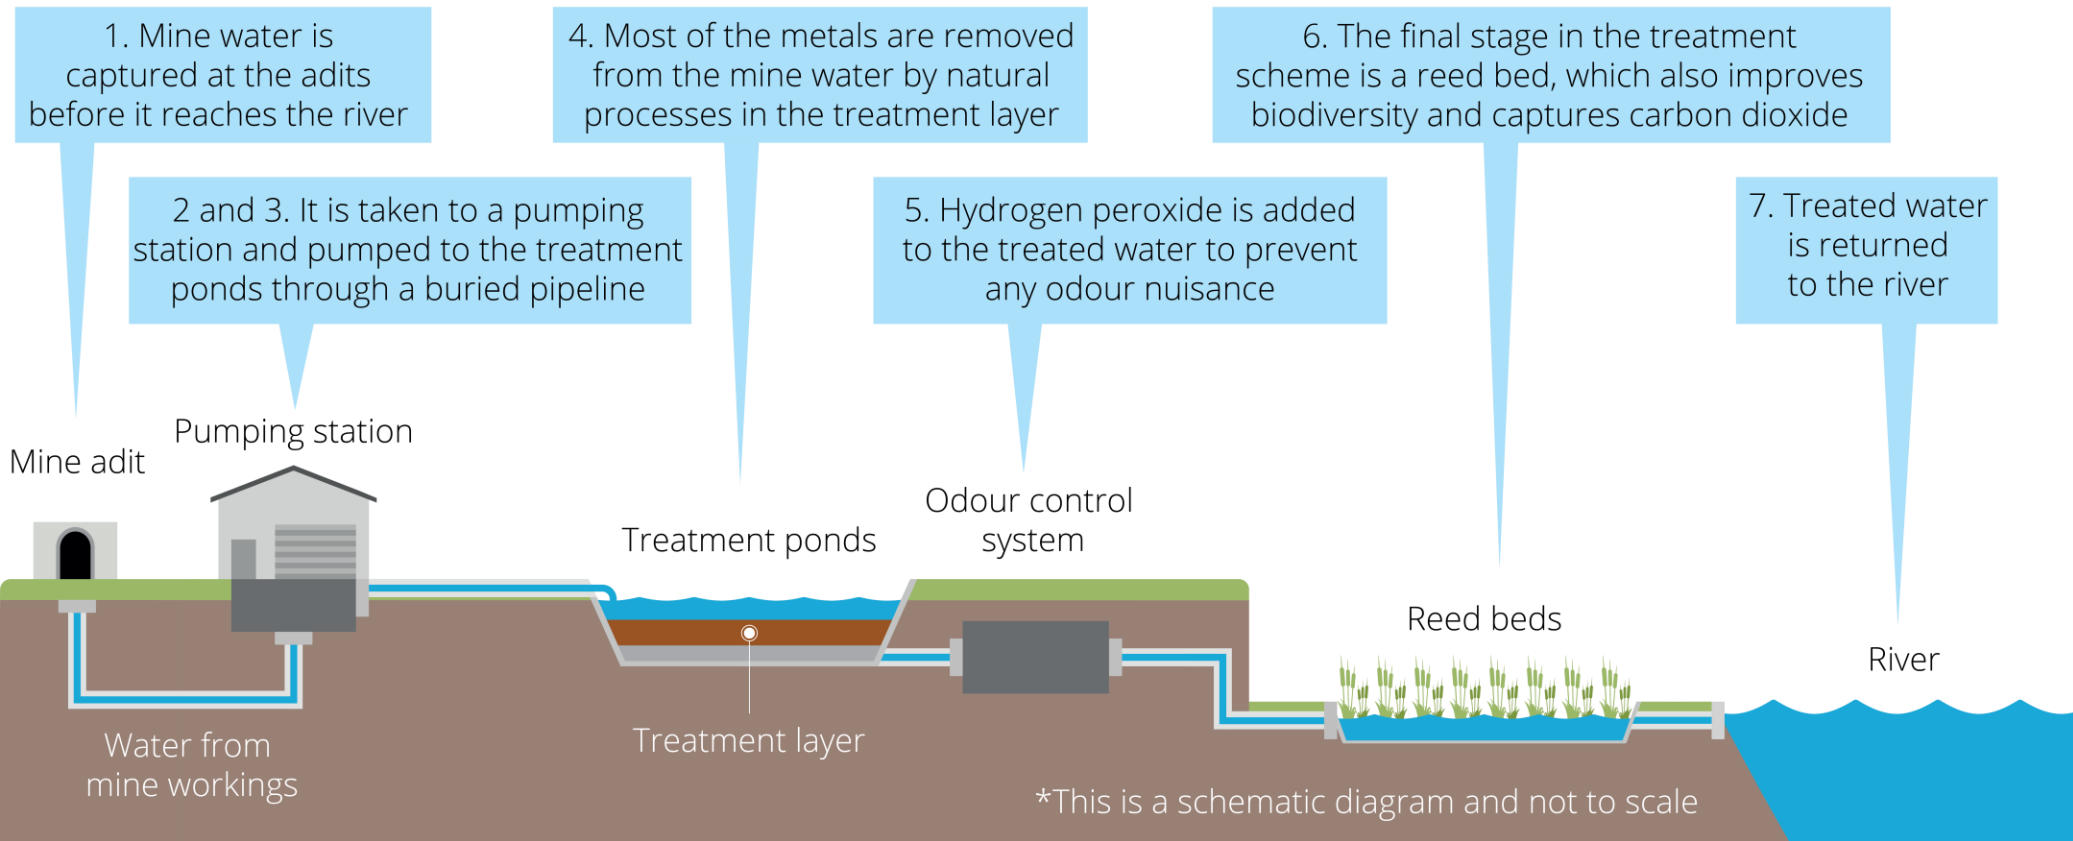 1. Mine water is
captured at the adits
before it reaches the river
2 and 3. It is taken to a pumping
station and pumped to the treatment
ponds through a buried pipeline
4. Most of the metals are removed
from the mine water by natural
processes in the treatment layer
5. Hydrogen peroxide is added
to the treated water to prevent
any odour nuisance
6. The final stage in the treatment
scheme is a reed bed, which also improves
biodiversity and captures carbon dioxide
7. Treated water
is returned
to the river
Mine adit
Pumping station
Treatment ponds
Odour control
system
Reed beds
River
Water from
mine workings
Treatment layer
*This is a schematic diagram and not to scale